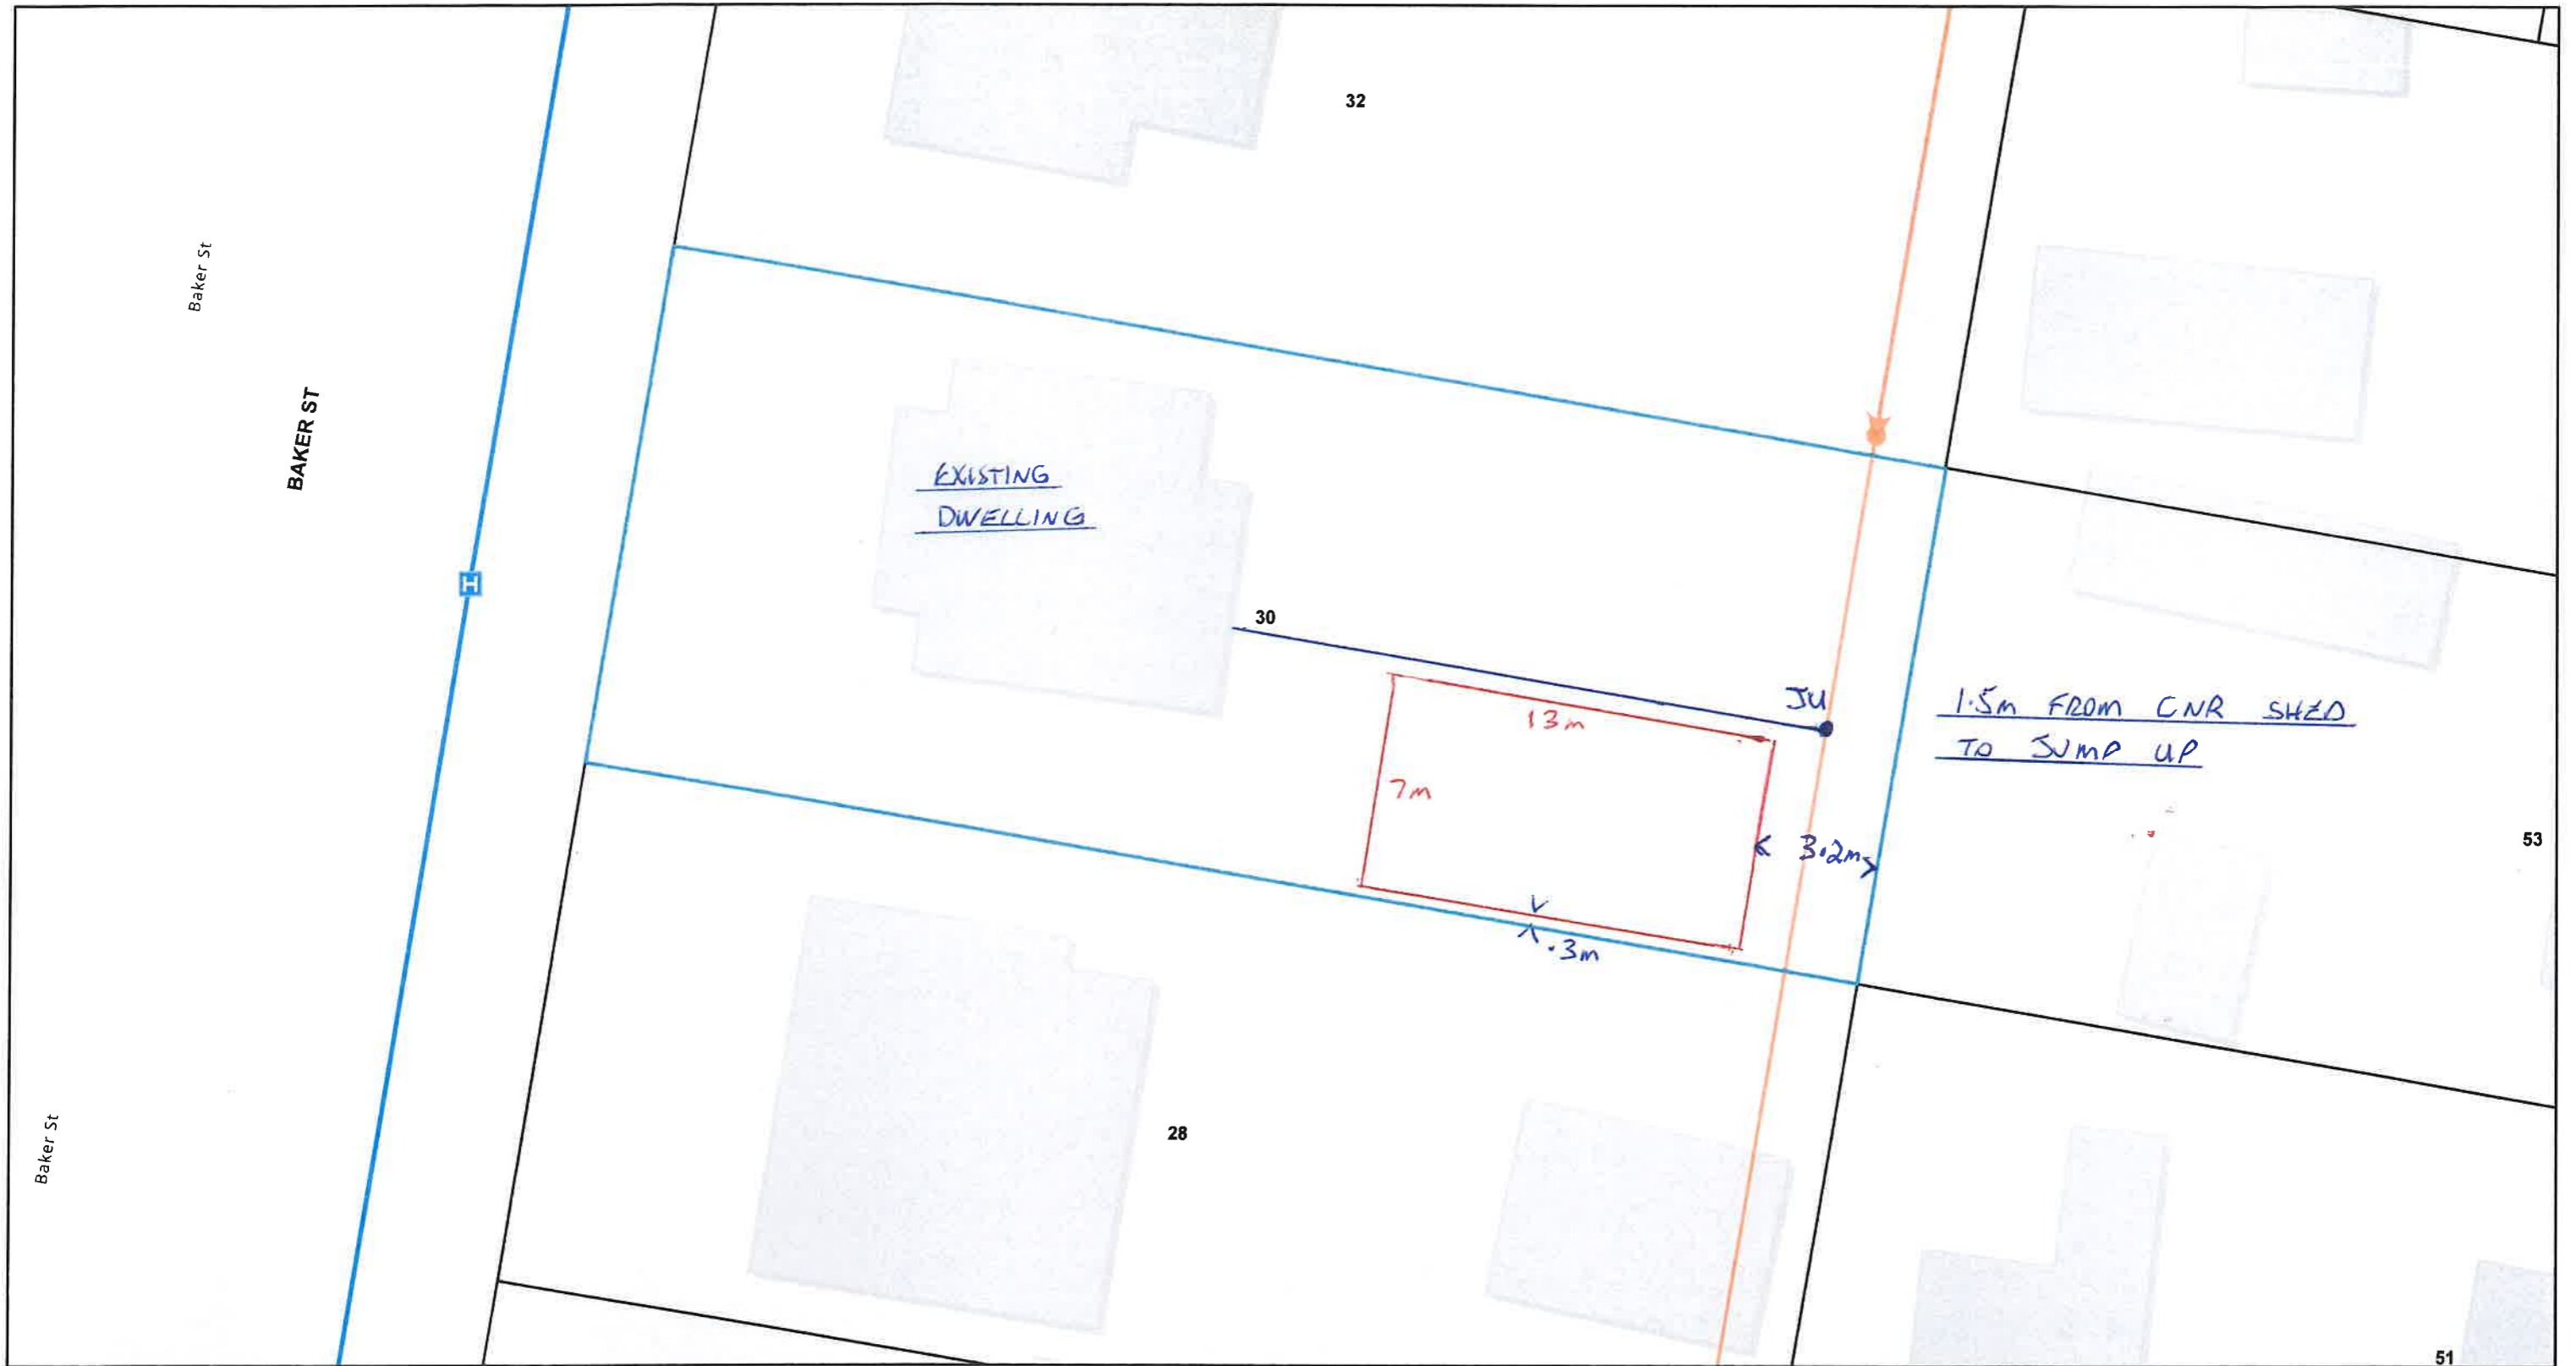 32
Baker St
BAKER ST
EXISTING
DWELLING
H
30
JU
13m
7m
1.5m FROM CNR SHED
TO JUMP UP
3.2m
.3m
53
28
Baker St
51